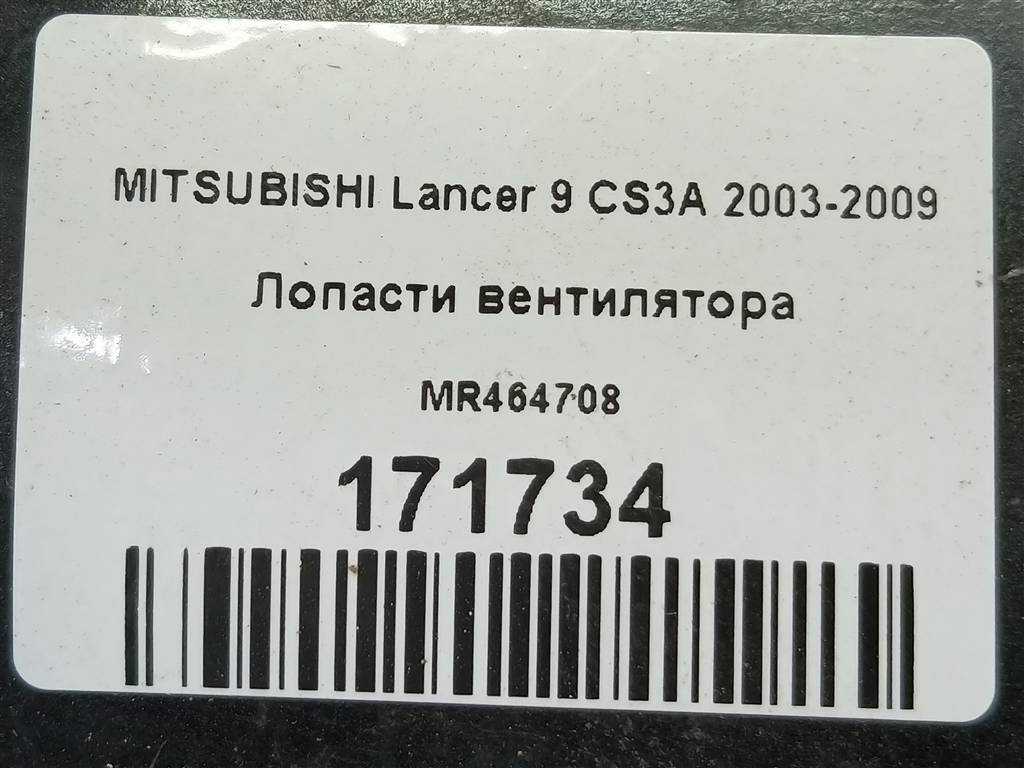 MITSUBISHI Lancer 9 CS3A 2003-2009
Лопасти вентилятора
MR464708
171734